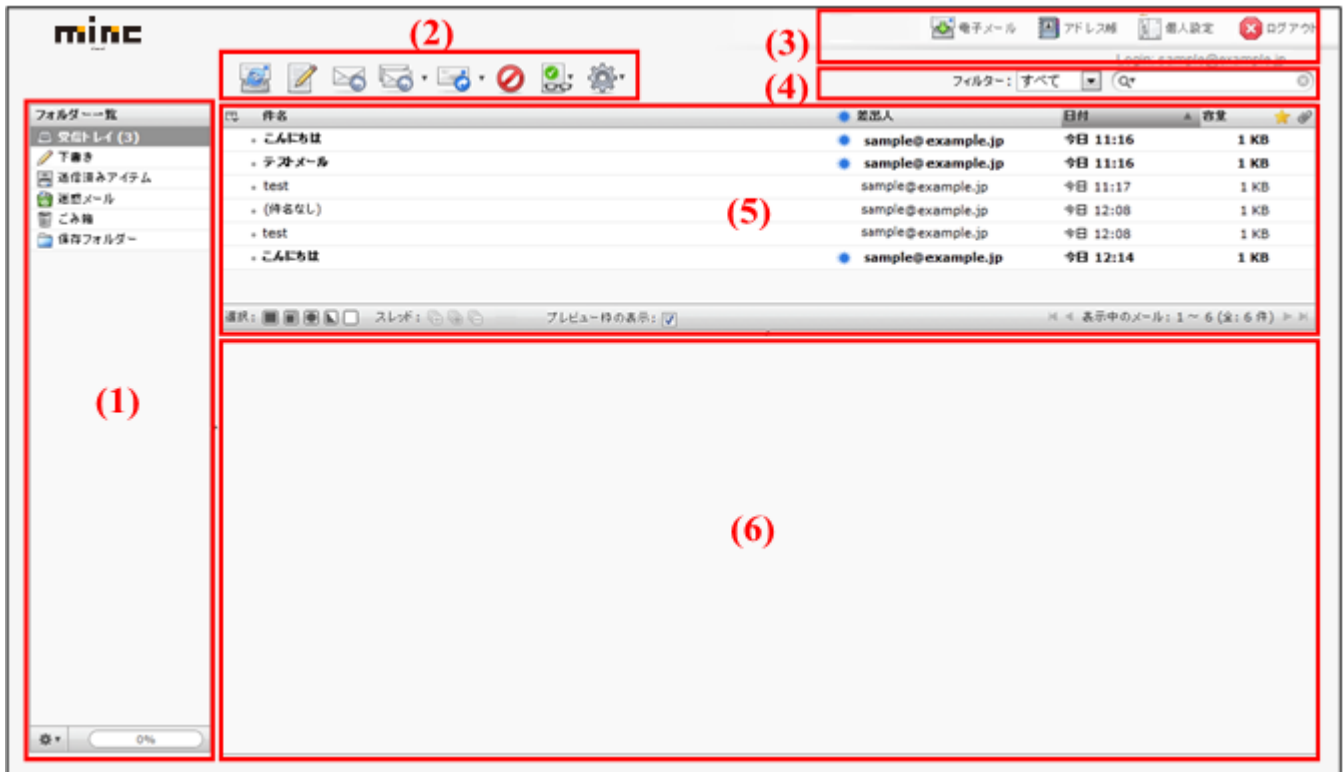 minc
(2)
(3)
電子メール アドレス帳 個人設定 ログアウト
Login: sample@example.jp
(4)
フィルター: すべて
フォルダー一覧
受信トレイ (3)
下書き
送信済みアイテム
迷惑メール
ごみ箱
保存フォルダー
件名 差出人 日付 容量
こんにちは sample@example.jp 今日 11:16 1 KB
テストメール sample@example.jp 今日 11:16 1 KB
test sample@example.jp 今日 11:17 1 KB
(件名なし) sample@example.jp 今日 12:08 1 KB
(5)
test sample@example.jp 今日 12:08 1 KB
こんにちは sample@example.jp 今日 12:14 1 KB
選択: スレッド: プレビュー枠の表示: 表示中のメール: 1 ～ 6 (全: 6 件)
(1)
(6)
0%